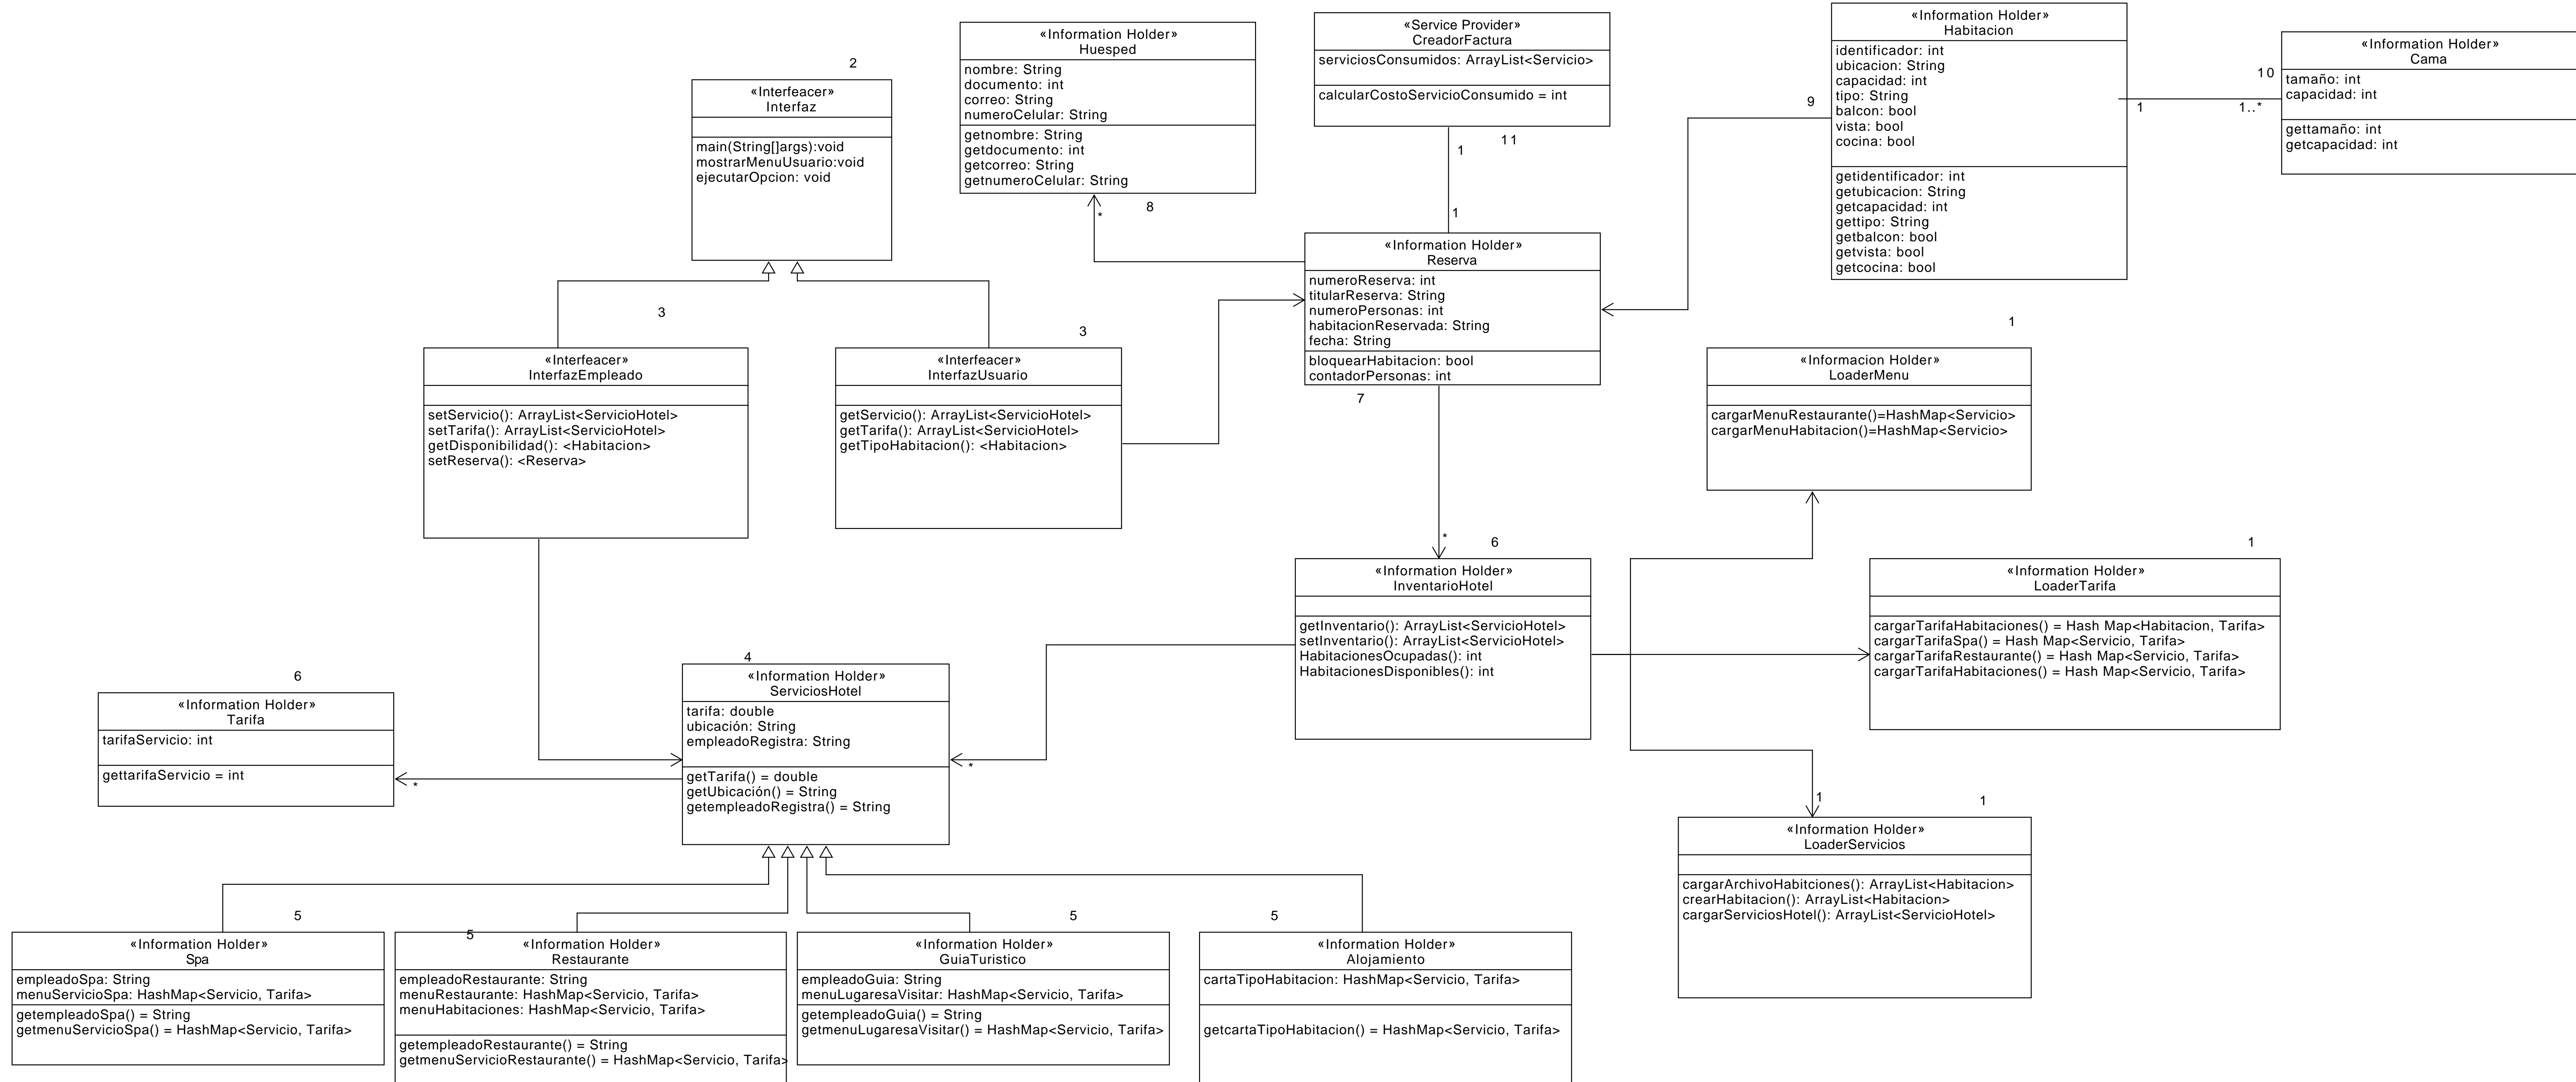 «Information Holder»
Huesped
nombre: String
documento: int
correo: String
numeroCelular: String
getnombre: String
getdocumento: int
getcorreo: String
getnumeroCelular: String
8
*
«Service Provider»
CreadorFactura
serviciosConsumidos: ArrayList<Servicio>
calcularCostoServicioConsumido = int
11
1
1
«Information Holder»
Habitacion
identificador: int
ubicacion: String
capacidad: int
tipo: String
balcon: bool
vista: bool
cocina: bool
getidentificador: int
getubicacion: String
getcapacidad: int
gettipo: String
getbalcon: bool
getvista: bool
getcocina: bool
9
1
1..*
10
«Information Holder»
Cama
tamaño: int
capacidad: int
gettamaño: int
getcapacidad: int
2
«Interfeacer»
Interfaz
main(String[]args):void
mostrarMenuUsuario:void
ejecutarOpcion: void
«Information Holder»
Reserva
numeroReserva: int
titularReserva: String
numeroPersonas: int
habitacionReservada: String
fecha: String
bloquearHabitacion: bool
contadorPersonas: int
7
*
3
«Interfeacer»
InterfazEmpleado
setServicio(): ArrayList<ServicioHotel>
setTarifa(): ArrayList<ServicioHotel>
getDisponibilidad(): <Habitacion>
setReserva(): <Reserva>
3
«Interfeacer»
InterfazUsuario
getServicio(): ArrayList<ServicioHotel>
getTarifa(): ArrayList<ServicioHotel>
getTipoHabitacion(): <Habitacion>
1
«Informacion Holder»
LoaderMenu
cargarMenuRestaurante()=HashMap<Servicio>
cargarMenuHabitacion()=HashMap<Servicio>
6
«Information Holder»
InventarioHotel
getInventario(): ArrayList<ServicioHotel>
setInventario(): ArrayList<ServicioHotel>
HabitacionesOcupadas(): int
HabitacionesDisponibles(): int
1
«Information Holder»
LoaderTarifa
cargarTarifaHabitaciones() = Hash Map<Habitacion, Tarifa>
cargarTarifaSpa() = Hash Map<Servicio, Tarifa>
cargarTarifaRestaurante() = Hash Map<Servicio, Tarifa>
cargarTarifaHabitaciones() = Hash Map<Servicio, Tarifa>
6
«Information Holder»
Tarifa
tarifaServicio: int
gettarifaServicio = int
*
4
«Information Holder»
ServiciosHotel
tarifa: double
ubicación: String
empleadoRegistra: String
getTarifa() = double
getUbicación() = String
getempleadoRegistra() = String
*
1
1
«Information Holder»
LoaderServicios
cargarArchivoHabitciones(): ArrayList<Habitacion>
crearHabitacion(): ArrayList<Habitacion>
cargarServiciosHotel(): ArrayList<ServicioHotel>
5
«Information Holder»
Spa
empleadoSpa: String
menuServicioSpa: HashMap<Servicio, Tarifa>
getempleadoSpa() = String
getmenuServicioSpa() = HashMap<Servicio, Tarifa>
5
«Information Holder»
Restaurante
empleadoRestaurante: String
menuRestaurante: HashMap<Servicio, Tarifa>
menuHabitaciones: HashMap<Servicio, Tarifa>
getempleadoRestaurante() = String
getmenuServicioRestaurante() = HashMap<Servicio, Tarifa>
5
«Information Holder»
GuiaTuristico
empleadoGuia: String
menuLugaresaVisitar: HashMap<Servicio, Tarifa>
getempleadoGuia() = String
getmenuLugaresaVisitar() = HashMap<Servicio, Tarifa>
5
«Information Holder»
Alojamiento
cartaTipoHabitacion: HashMap<Servicio, Tarifa>
getcartaTipoHabitacion() = HashMap<Servicio, Tarifa>